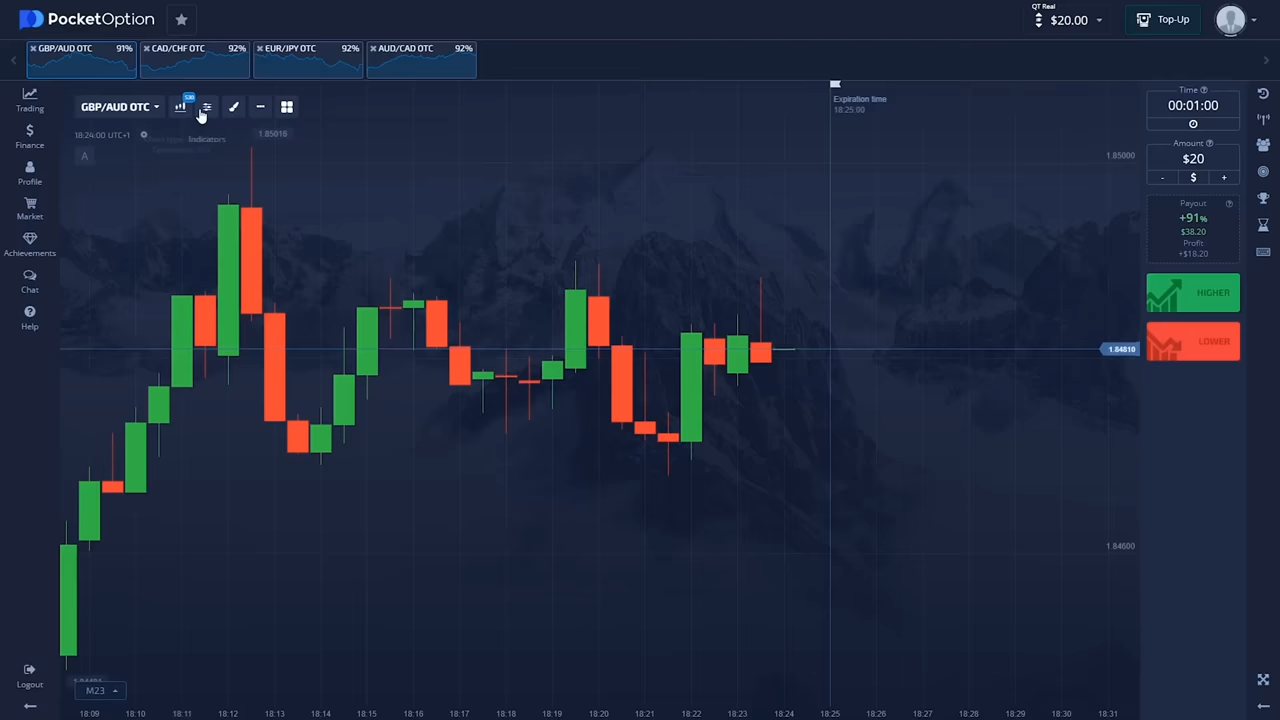 PocketOption
QT Real
$20.00
Top-Up
GBP/AUD OTC 91%
CAD/CHF OTC 92%
EUR/JPY OTC 92%
AUD/CAD OTC 92%
Trading
Finance
Profile
Market
Achievements
Chat
Help
Logout
GBP/AUD OTC
S30
18:24:00 UTC+1
Indicators
1.85018
A
Expiration time
18:25:00
1.85000
1.84810
1.84600
M23
18:09 18:10 18:11 18:12 18:13 18:14 18:15 18:16 18:17 18:18 18:19 18:20 18:21 18:22 18:23 18:24 18:25 18:26 18:27 18:28 18:29 18:30 18:31
Time
00:01:00
Amount
$20
- $ +
Payout
+91%
$38.20
Profit
+$18.20
HIGHER
LOWER